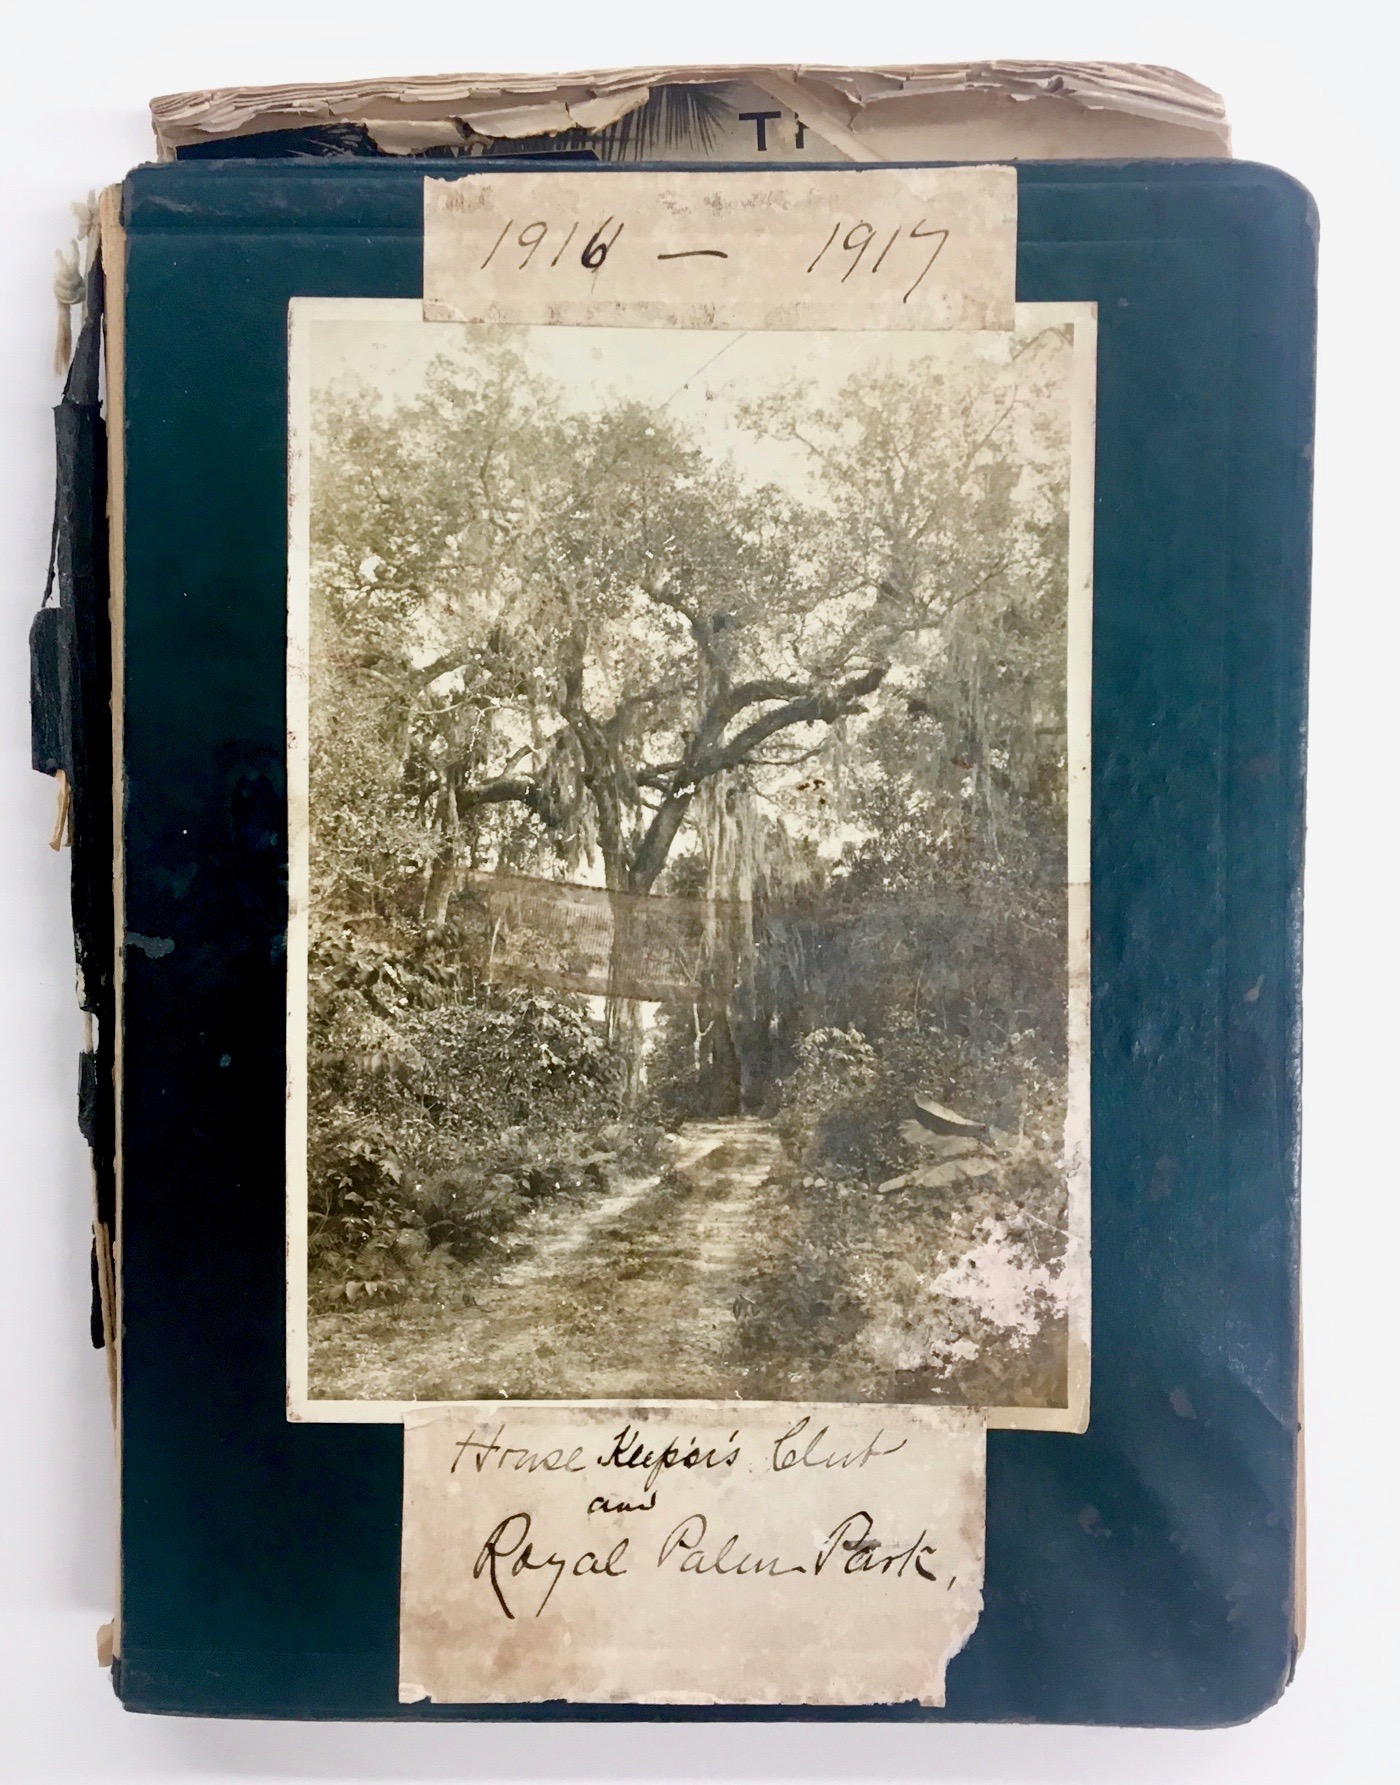 1916 — 1917
House Keeper's Club
and
Royal Palm Park,